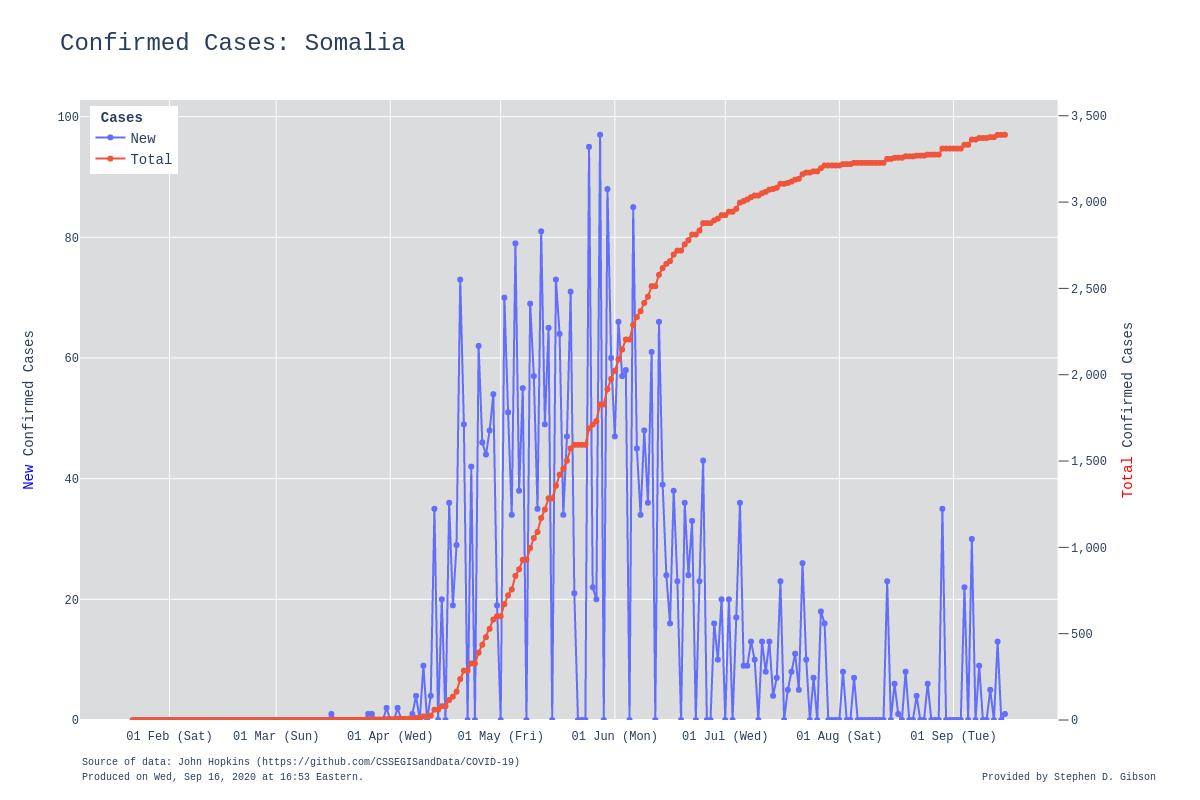 Confirmed Cases: Somalia
Cases
New
Total
100
80
60
40
20
0
3,500
3,000
2,500
2,000
1,500
1,000
500
0
New Confirmed Cases
Total Confirmed Cases
01 Feb (Sat) 01 Mar (Sun) 01 Apr (Wed) 01 May (Fri) 01 Jun (Mon) 01 Jul (Wed) 01 Aug (Sat) 01 Sep (Tue)
Source of data: John Hopkins (https://github.com/CSSEGISandData/COVID-19)
Produced on Wed, Sep 16, 2020 at 16:53 Eastern.
Provided by Stephen D. Gibson